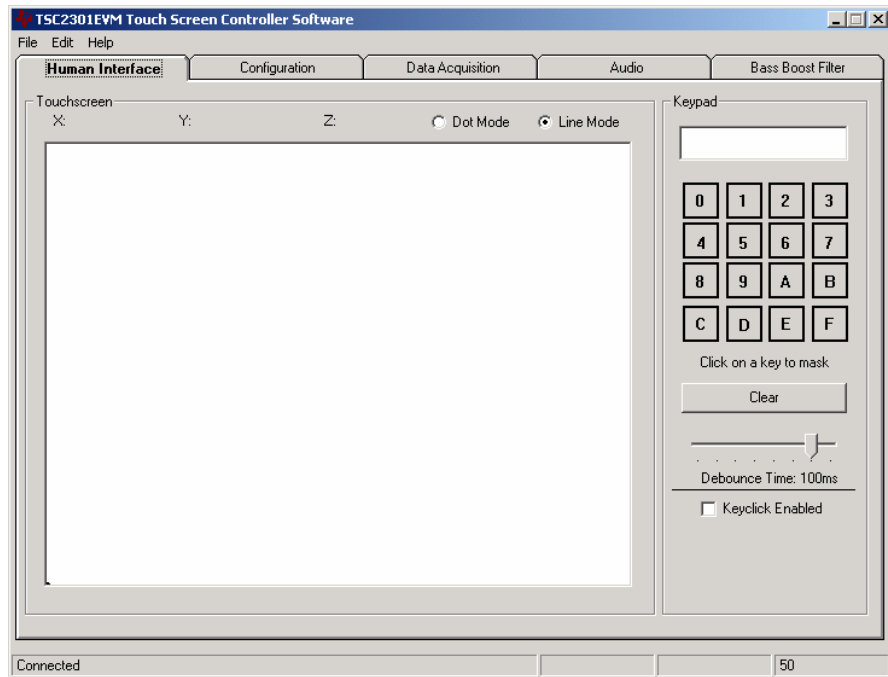 TSC2301EVM Touch Screen Controller Software
File Edit Help
Human Interface Configuration Data Acquisition Audio Bass Boost Filter
Touchscreen
X: Y: Z: Dot Mode Line Mode
Keypad
0 1 2 3
4 5 6 7
8 9 A B
C D E F
Click on a key to mask
Clear
Debounce Time: 100ms
Keyclick Enabled
Connected 50